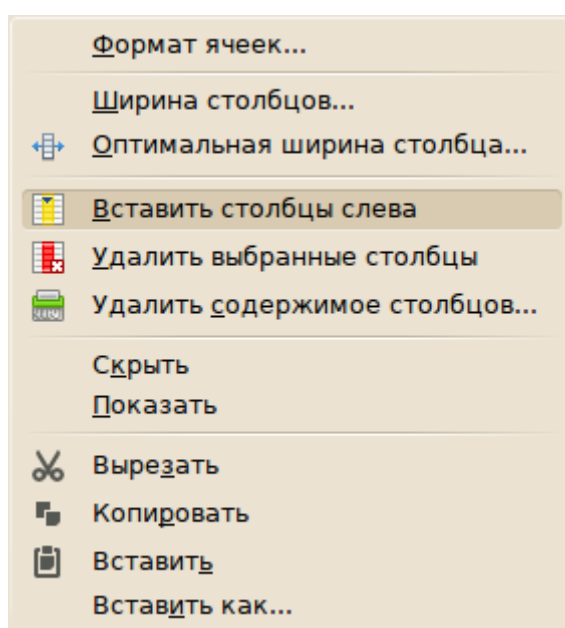 Формат ячеек...
Ширина столбцов...
Оптимальная ширина столбца...
Вставить столбцы слева
Удалить выбранные столбцы
Удалить содержимое столбцов...
Скрыть
Показать
Вырезать
Копировать
Вставить
Вставить как...